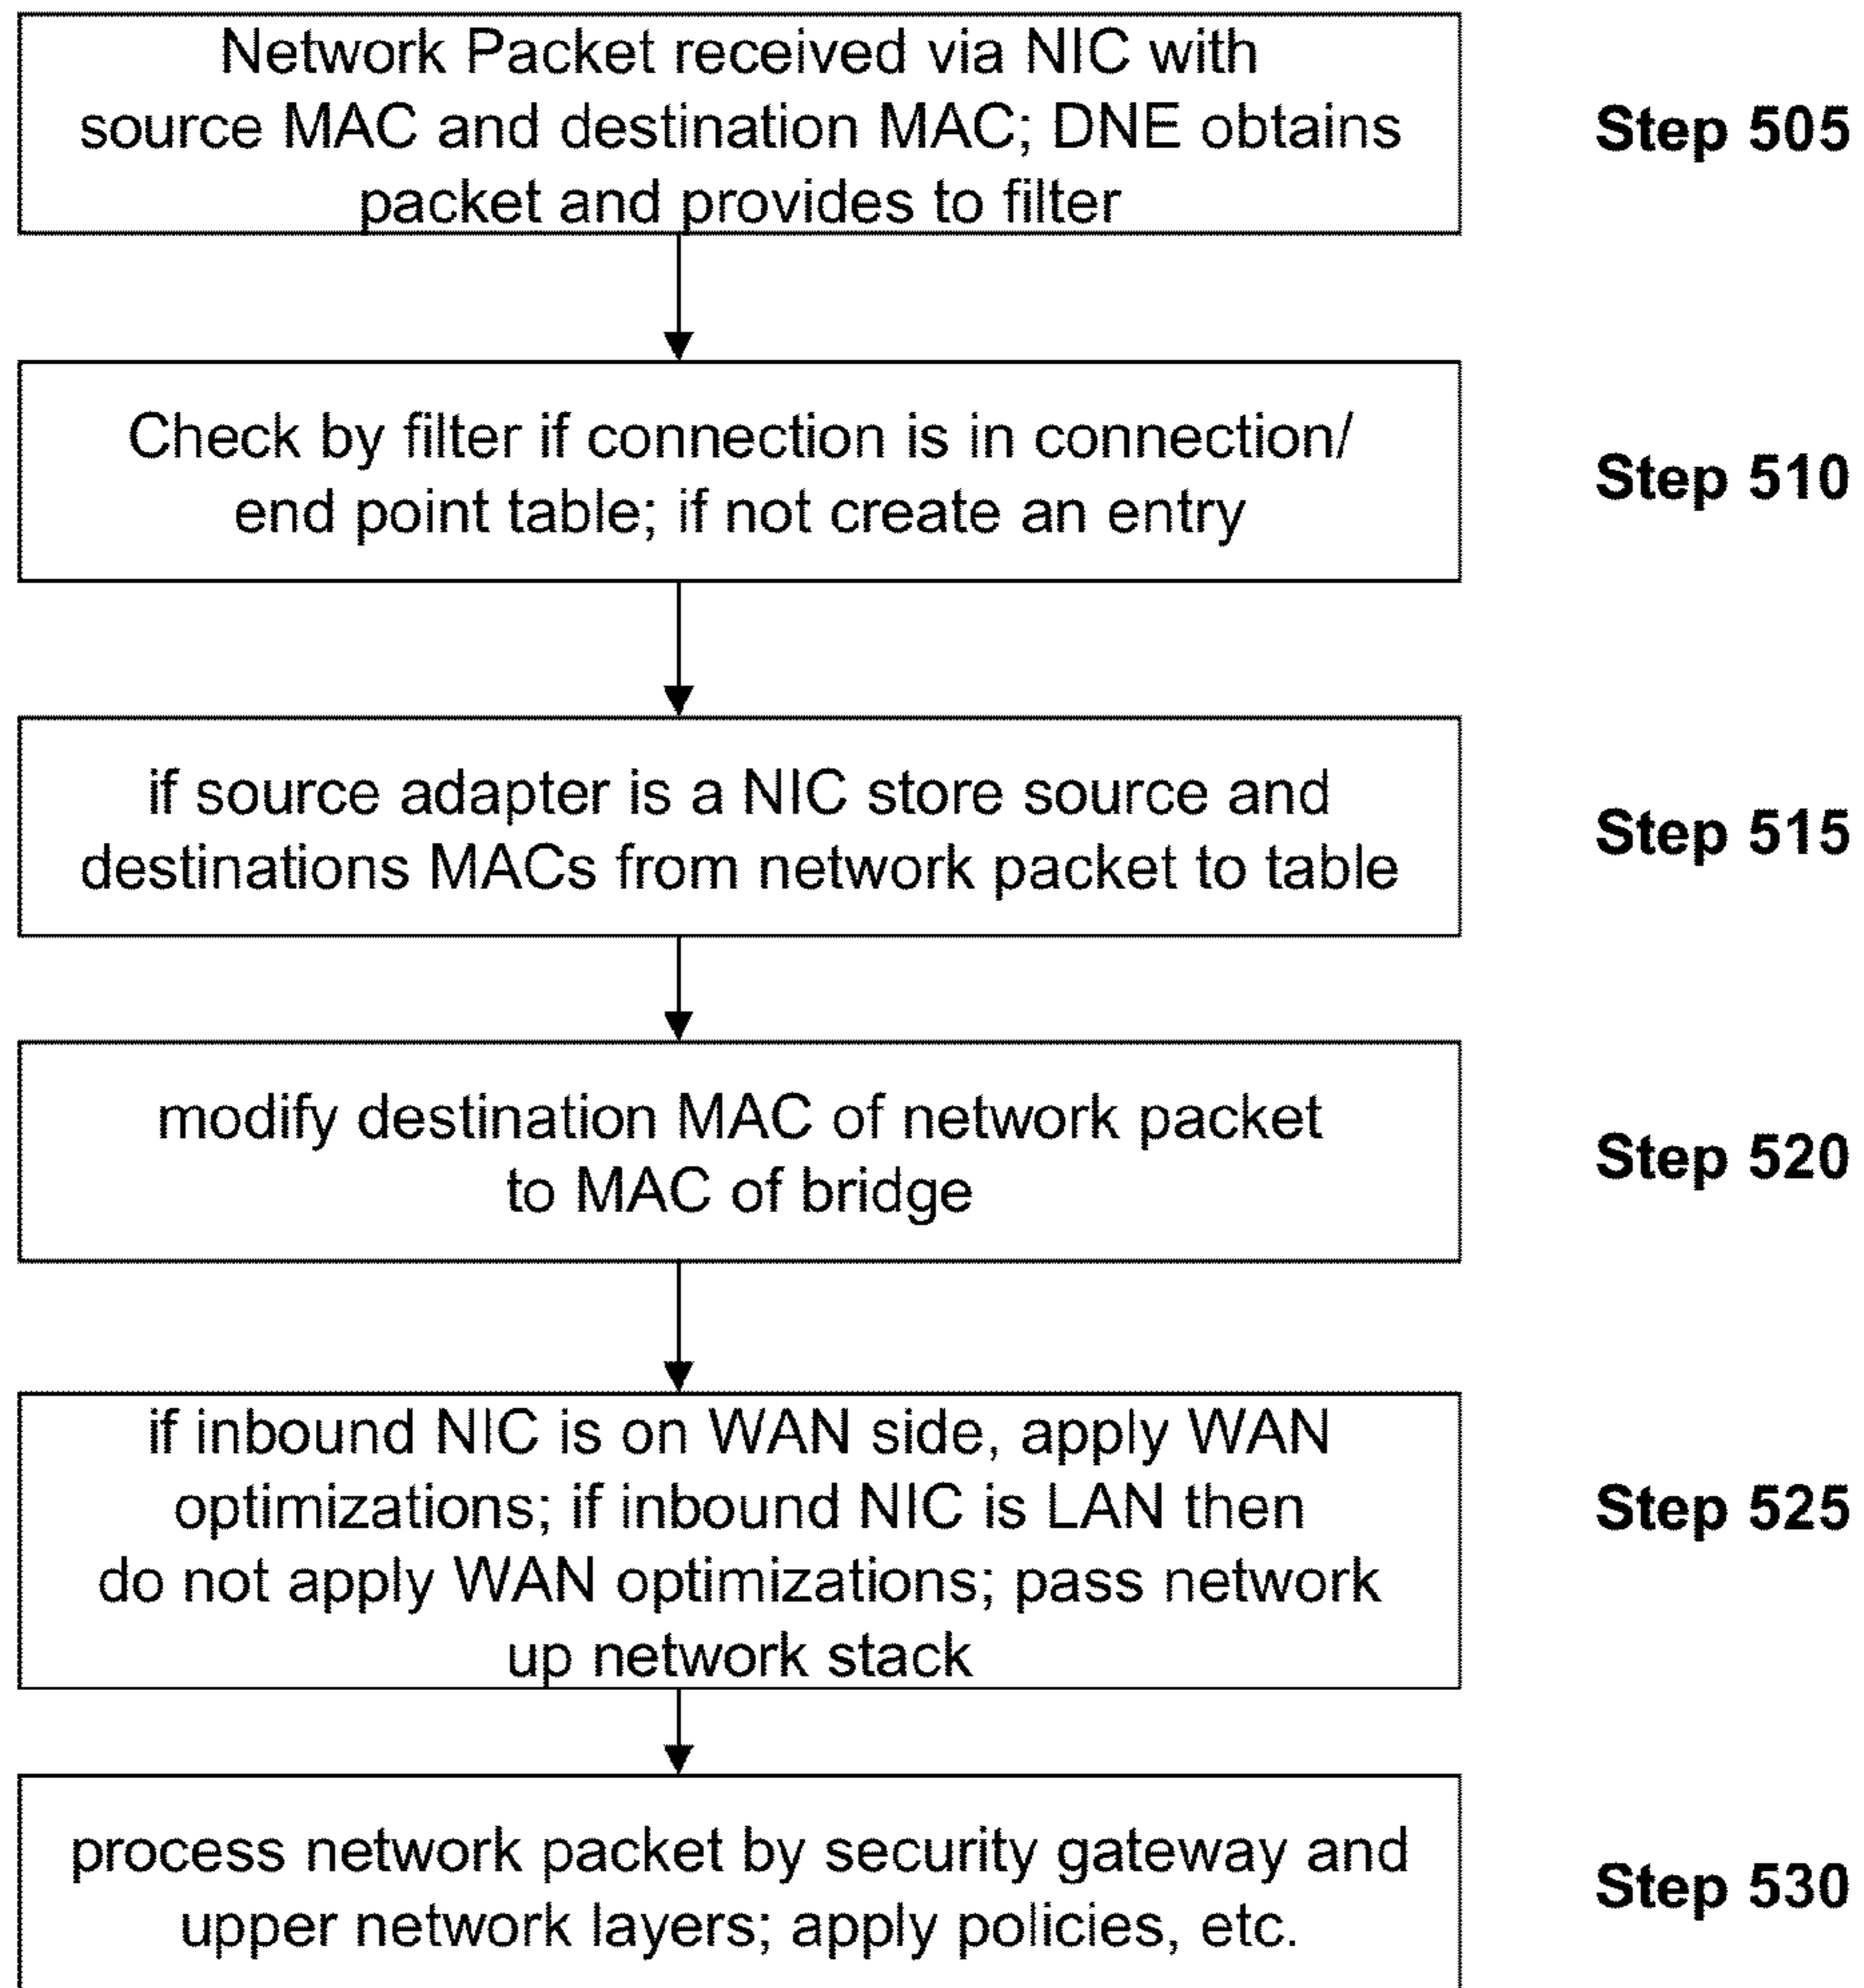 Network Packet received via NIC with
source MAC and destination MAC; DNE obtains
packet and provides to filter
Step 505
Check by filter if connection is in connection/
end point table; if not create an entry
Step 510
if source adapter is a NIC store source and
destinations MACs from network packet to table
Step 515
modify destination MAC of network packet
to MAC of bridge
Step 520
if inbound NIC is on WAN side, apply WAN
optimizations; if inbound NIC is LAN then
do not apply WAN optimizations; pass network
up network stack
Step 525
process network packet by security gateway and
upper network layers; apply policies, etc.
Step 530